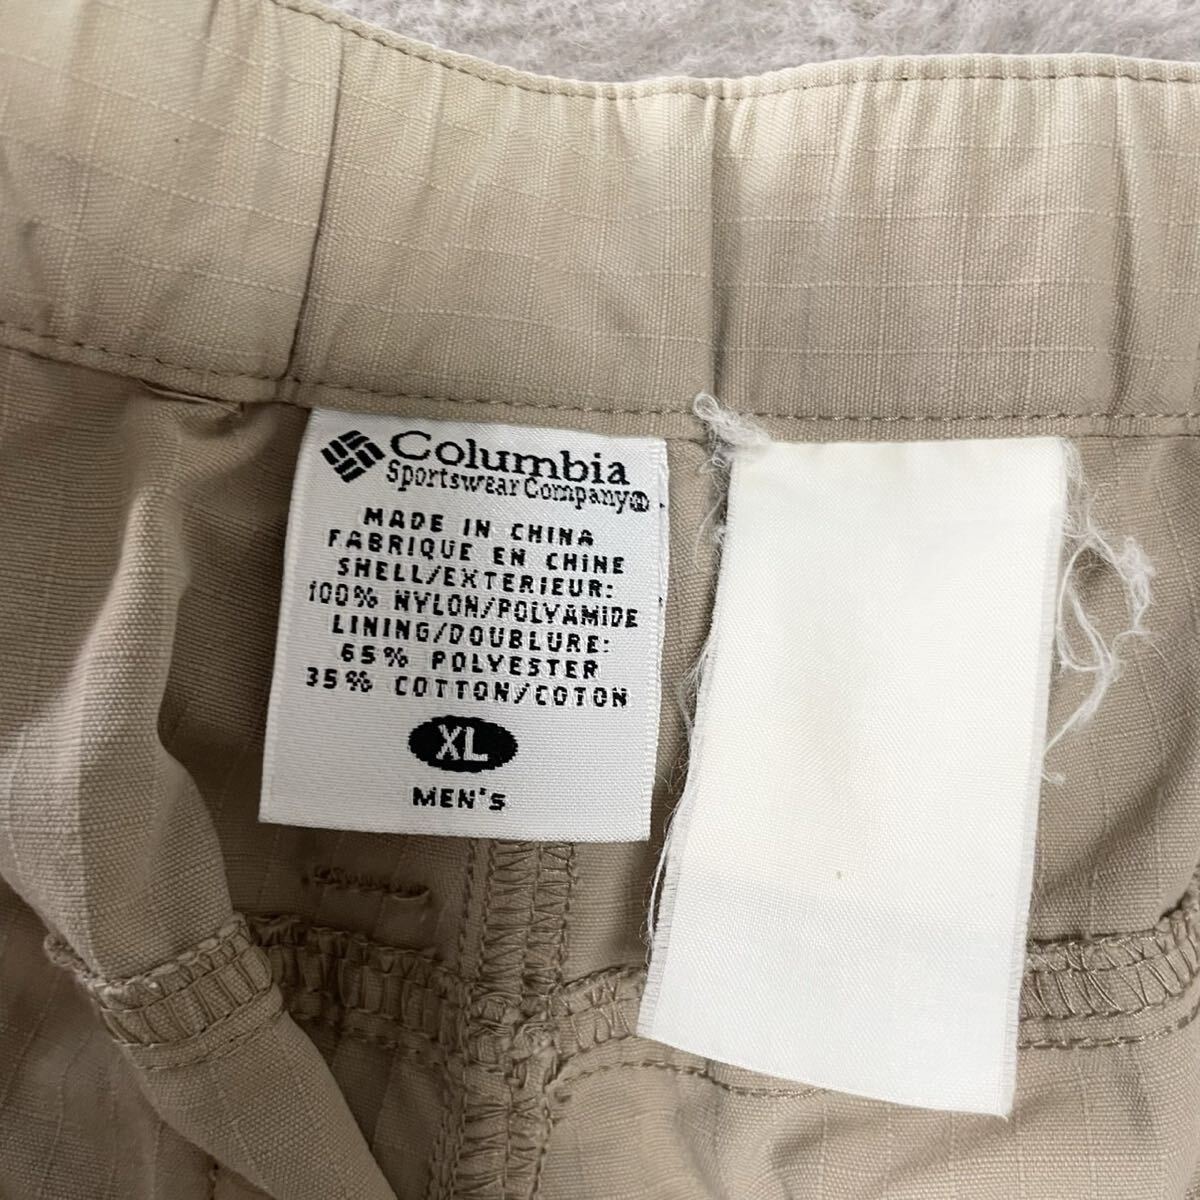 Columbia
Sportswear Company®
MADE IN CHINA
FABRIQUE EN CHINE
SHELL/EXTERIEUR:
100% NYLON/POLYAMIDE
LINING/DOUBLURE:
65% POLYESTER
35% COTTON/COTON
XL
MEN'S